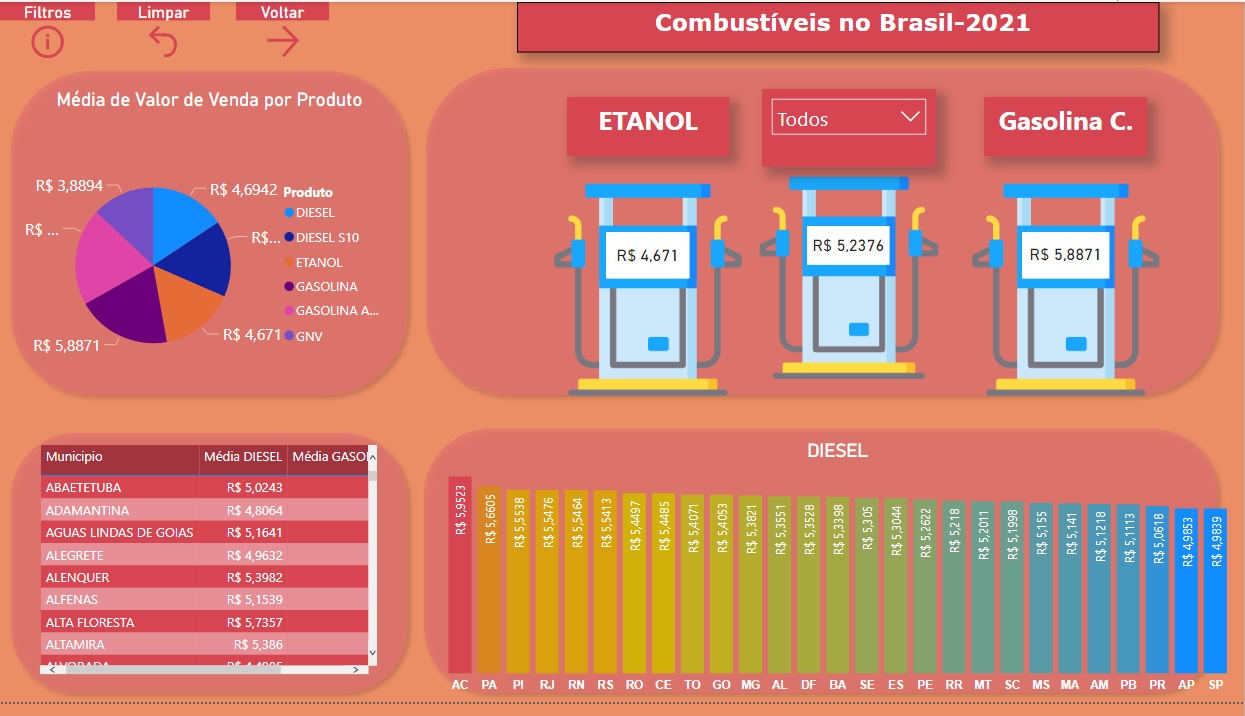 Filtros
Limpar
Voltar
Combustíveis no Brasil-2021
Média de Valor de Venda por Produto
R$ 3,8894
R$ 4,6942
R$ ...
R$...
R$ 4,671
R$ 5,8871
Produto
DIESEL
DIESEL S10
ETANOL
GASOLINA
GASOLINA A...
GNV
ETANOL
Todos
Gasolina C.
R$ 4,671
R$ 5,2376
R$ 5,8871
Municipio Média DIESEL Média GASOL
ABAETETUBA R$ 5,0243
ADAMANTINA R$ 4,8064
AGUAS LINDAS DE GOIAS R$ 5,1641
ALEGRETE R$ 4,9632
ALENQUER R$ 5,3982
ALFENAS R$ 5,1539
ALTA FLORESTA R$ 5,7357
ALTAMIRA R$ 5,386
ALVORADA
DIESEL
R$ 5,9523
R$ 5,6605
R$ 5,5538
R$ 5,5476
R$ 5,5464
R$ 5,5413
R$ 5,4497
R$ 5,4485
R$ 5,4071
R$ 5,4053
R$ 5,3821
R$ 5,3551
R$ 5,3528
R$ 5,3398
R$ 5,305
R$ 5,3044
R$ 5,2622
R$ 5,218
R$ 5,2011
R$ 5,1998
R$ 5,155
R$ 5,141
R$ 5,1218
R$ 5,1113
R$ 5,0618
R$ 4,9853
R$ 4,9839
AC PA PI RJ RN RS RO CE TO GO MG AL DF BA SE ES PE RR MT SC MS MA AM PB PR AP SP